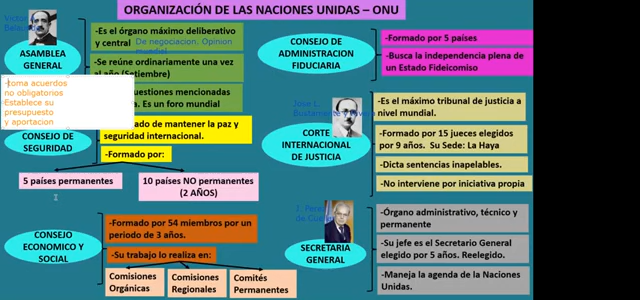 ORGANIZACIÓN DE LAS NACIONES UNIDAS – ONU
Victor
ASAMBLEA
GENERAL
-Es el órgano máximo deliberativo
y central
De negociacion. Opinion
mundial
-Se reúne ordinariamente una vez
al año (Setiembre)
uestiones mencionadas
a. Es un foro mundial
-toma acuerdos
no obligatorios
Establece su
presupuesto
y aportacion
CONSEJO DE
SEGURIDAD
ado de mantener la paz y
seguridad internacional.
-Formado por:
5 países permanentes
10 países NO permanentes
(2 AÑOS)
CONSEJO
ECONOMICO Y
SOCIAL
-Formado por 54 miembros por un
periodo de 3 años.
-Su trabajo lo realiza en:
Comisiones
Orgánicas
Comisiones
Regionales
Comités
Permanentes
CONSEJO DE
ADMINISTRACION
FIDUCIARIA
-Formado por 5 países
-Busca la independencia plena de
un Estado Fideicomiso
Jose L.
Bustamante y
CORTE
INTERNACIONAL
DE JUSTICIA
-Es el máximo tribunal de justicia a
nivel mundial.
-Formado por 15 jueces elegidos
por 9 años. Su Sede: La Haya
-Dicta sentencias inapelables.
-No interviene por iniciativa propia
J. Perez
de Cuellar
SECRETARIA
GENERAL
-Órgano administrativo, técnico y
permanente
-Su jefe es el Secretario General
elegido por 5 años. Reelegido.
-Maneja la agenda de la Naciones
Unidas.